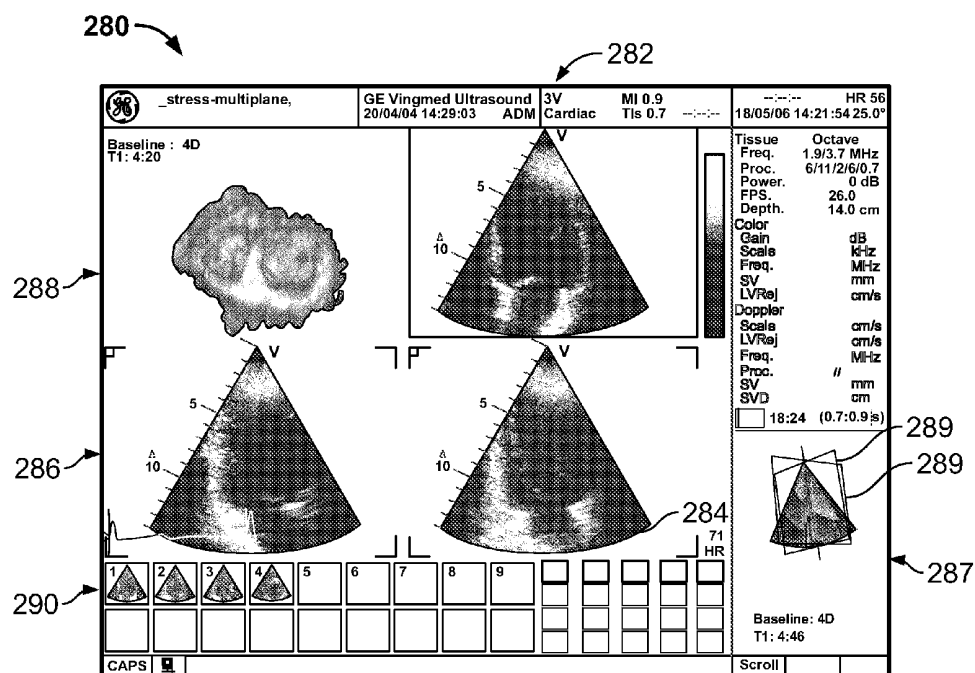 280
282
_stress-multiplane,
GE Vingmed Ultrasound
20/04/04 14:29:03 ADM
3V MI 0.9
Cardiac TIs 0.7 --:--:--
--:--:-- HR 56
18/05/06 14:21:54 25.0°
Baseline : 4D
T1: 4:20
V
5
10
Tissue Octave
Freq. 1.9/3.7 MHz
Proc. 6/11/2/6/0.7
Power. 0 dB
FPS. 26.0
Depth. 14.0 cm
Color
Gain dB
Scale kHz
Freq. MHz
SV mm
LVRej cm/s
Doppler
Scale cm/s
LVRej cm/s
Freq. MHz
Proc. //
SV mm
SVD cm
18:24 (0.7:0.9 s)
288
V
5
10
V
5
10
286
284
71
HR
289
289
287
290
1 2 3 4 5 6 7 8 9
Baseline: 4D
T1: 4:46
CAPS
Scroll